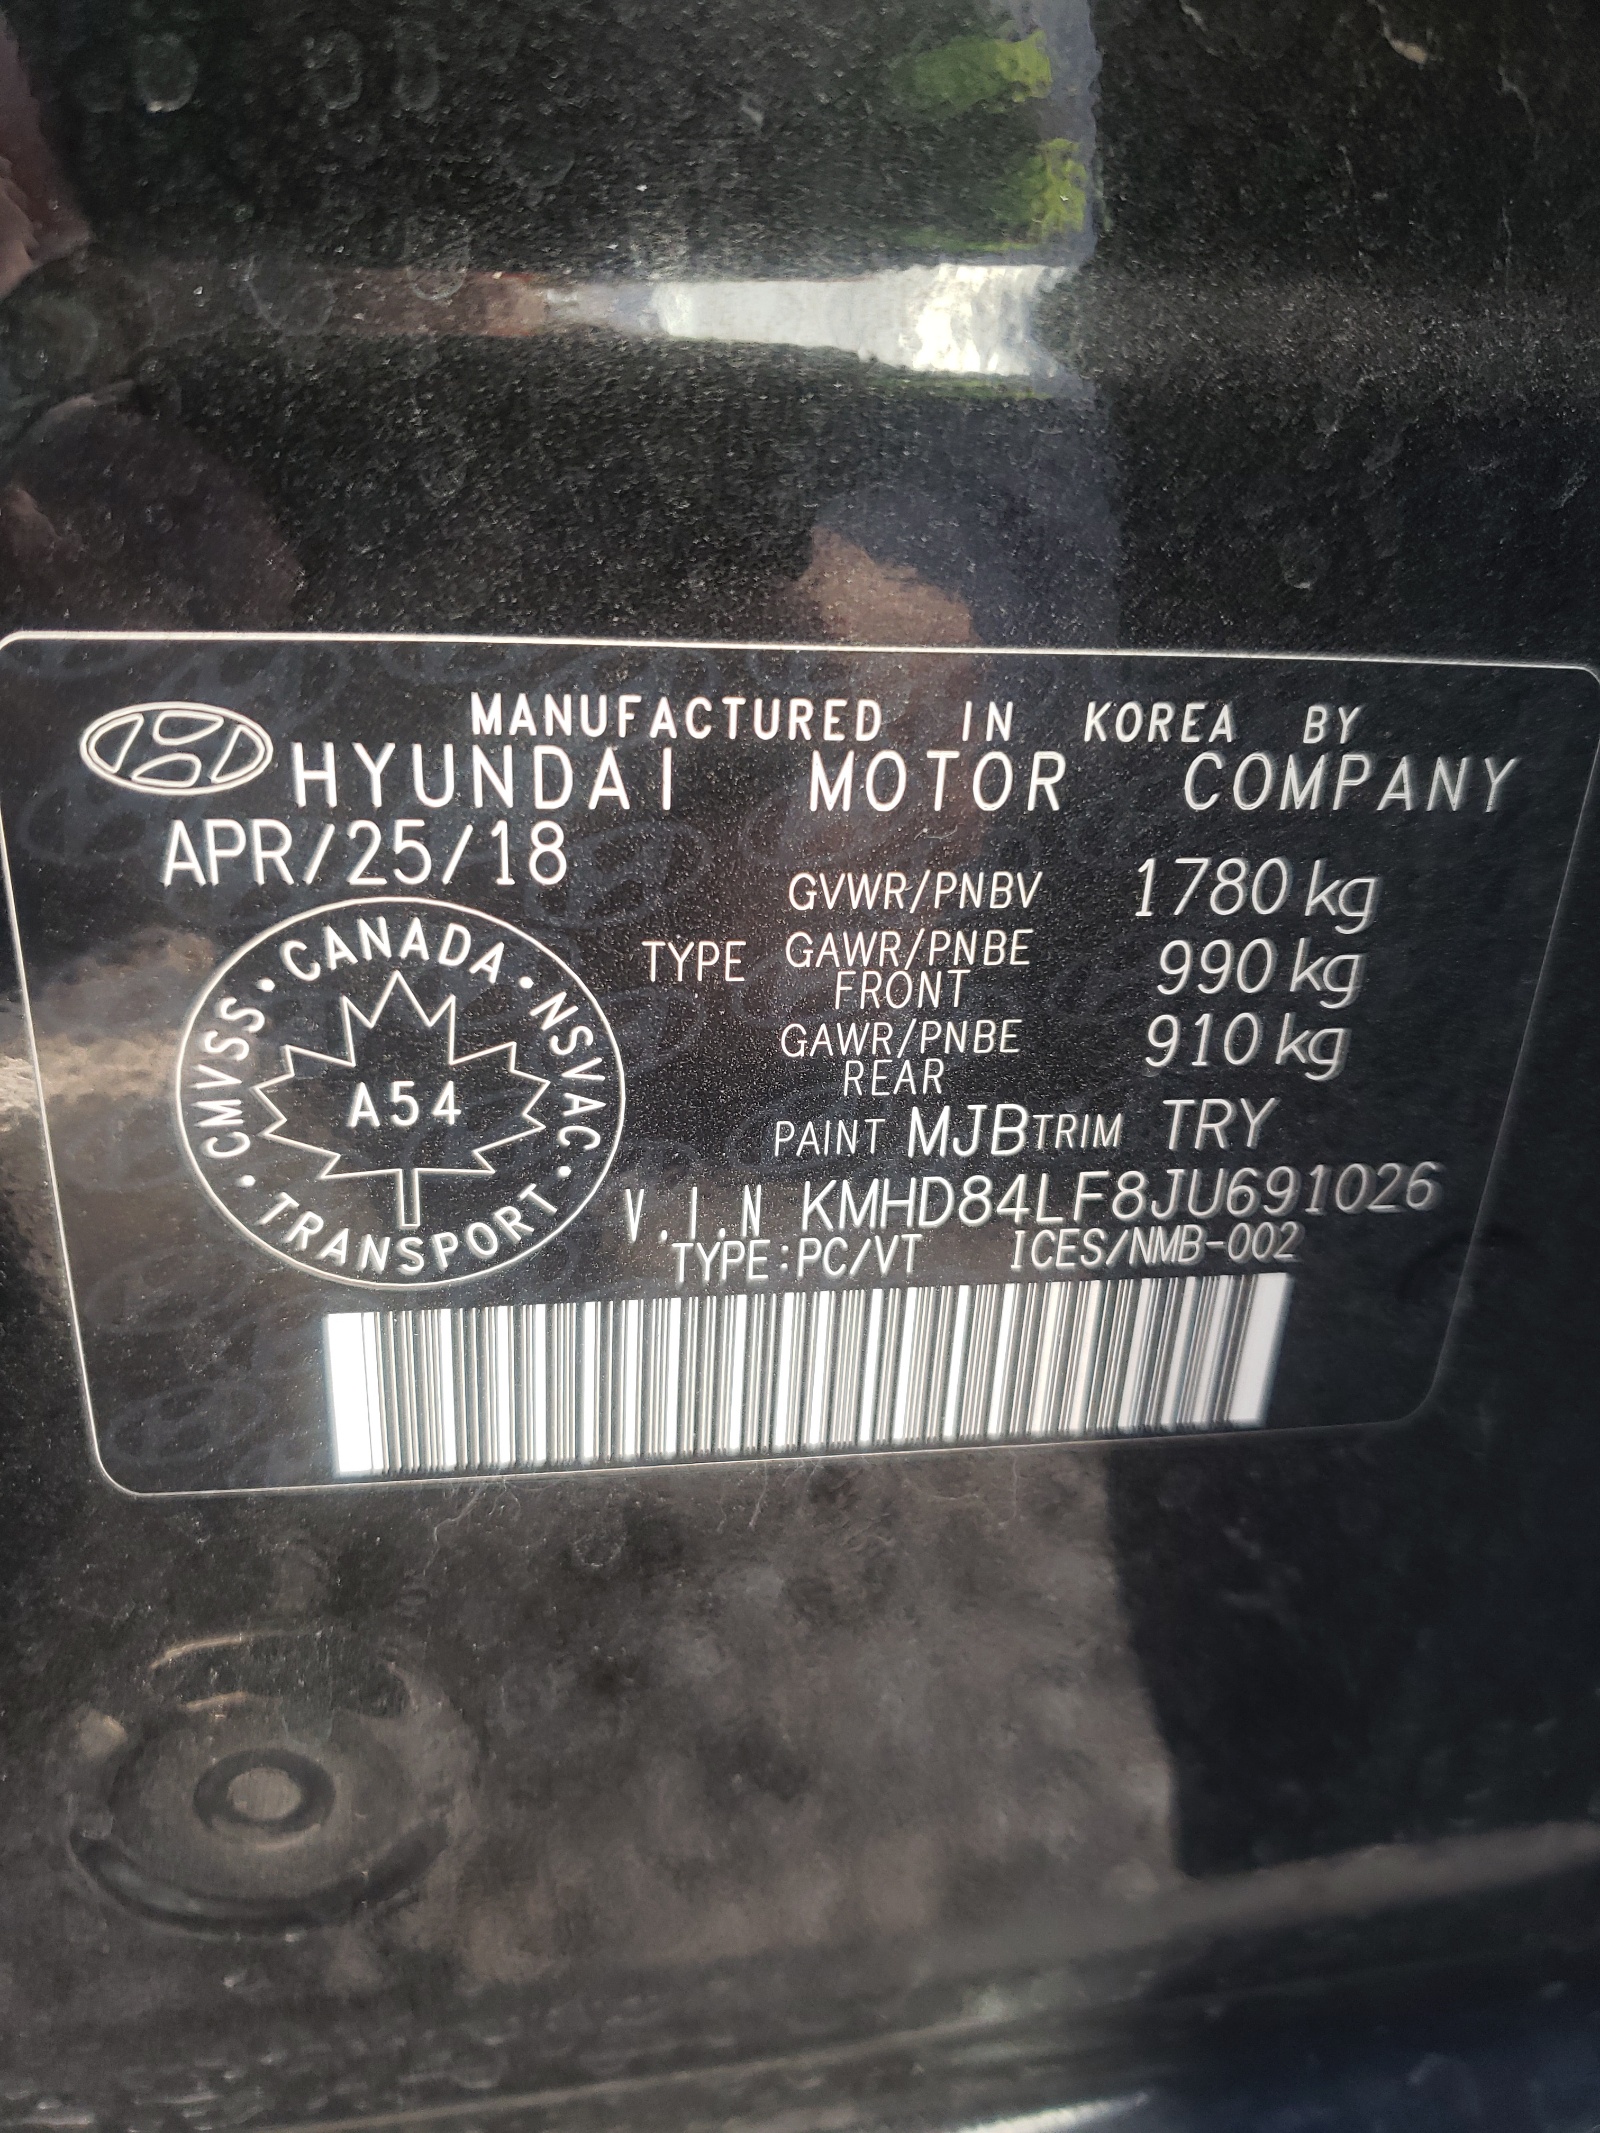 MANUFACTURED IN KOREA BY
HYUNDAI MOTOR COMPANY
APR/25/18
GVWR/PNBV 1780 kg
TYPE GAWR/PNBE FRONT 990 kg
GAWR/PNBE REAR 910 kg
PAINT MJB TRIM TRY
V.I.N KMHD84LF8JU691026
TYPE:PC/VT ICES/NMB-002
CANADA · NSVAC · TRANSPORT · CMVSS ·
A54